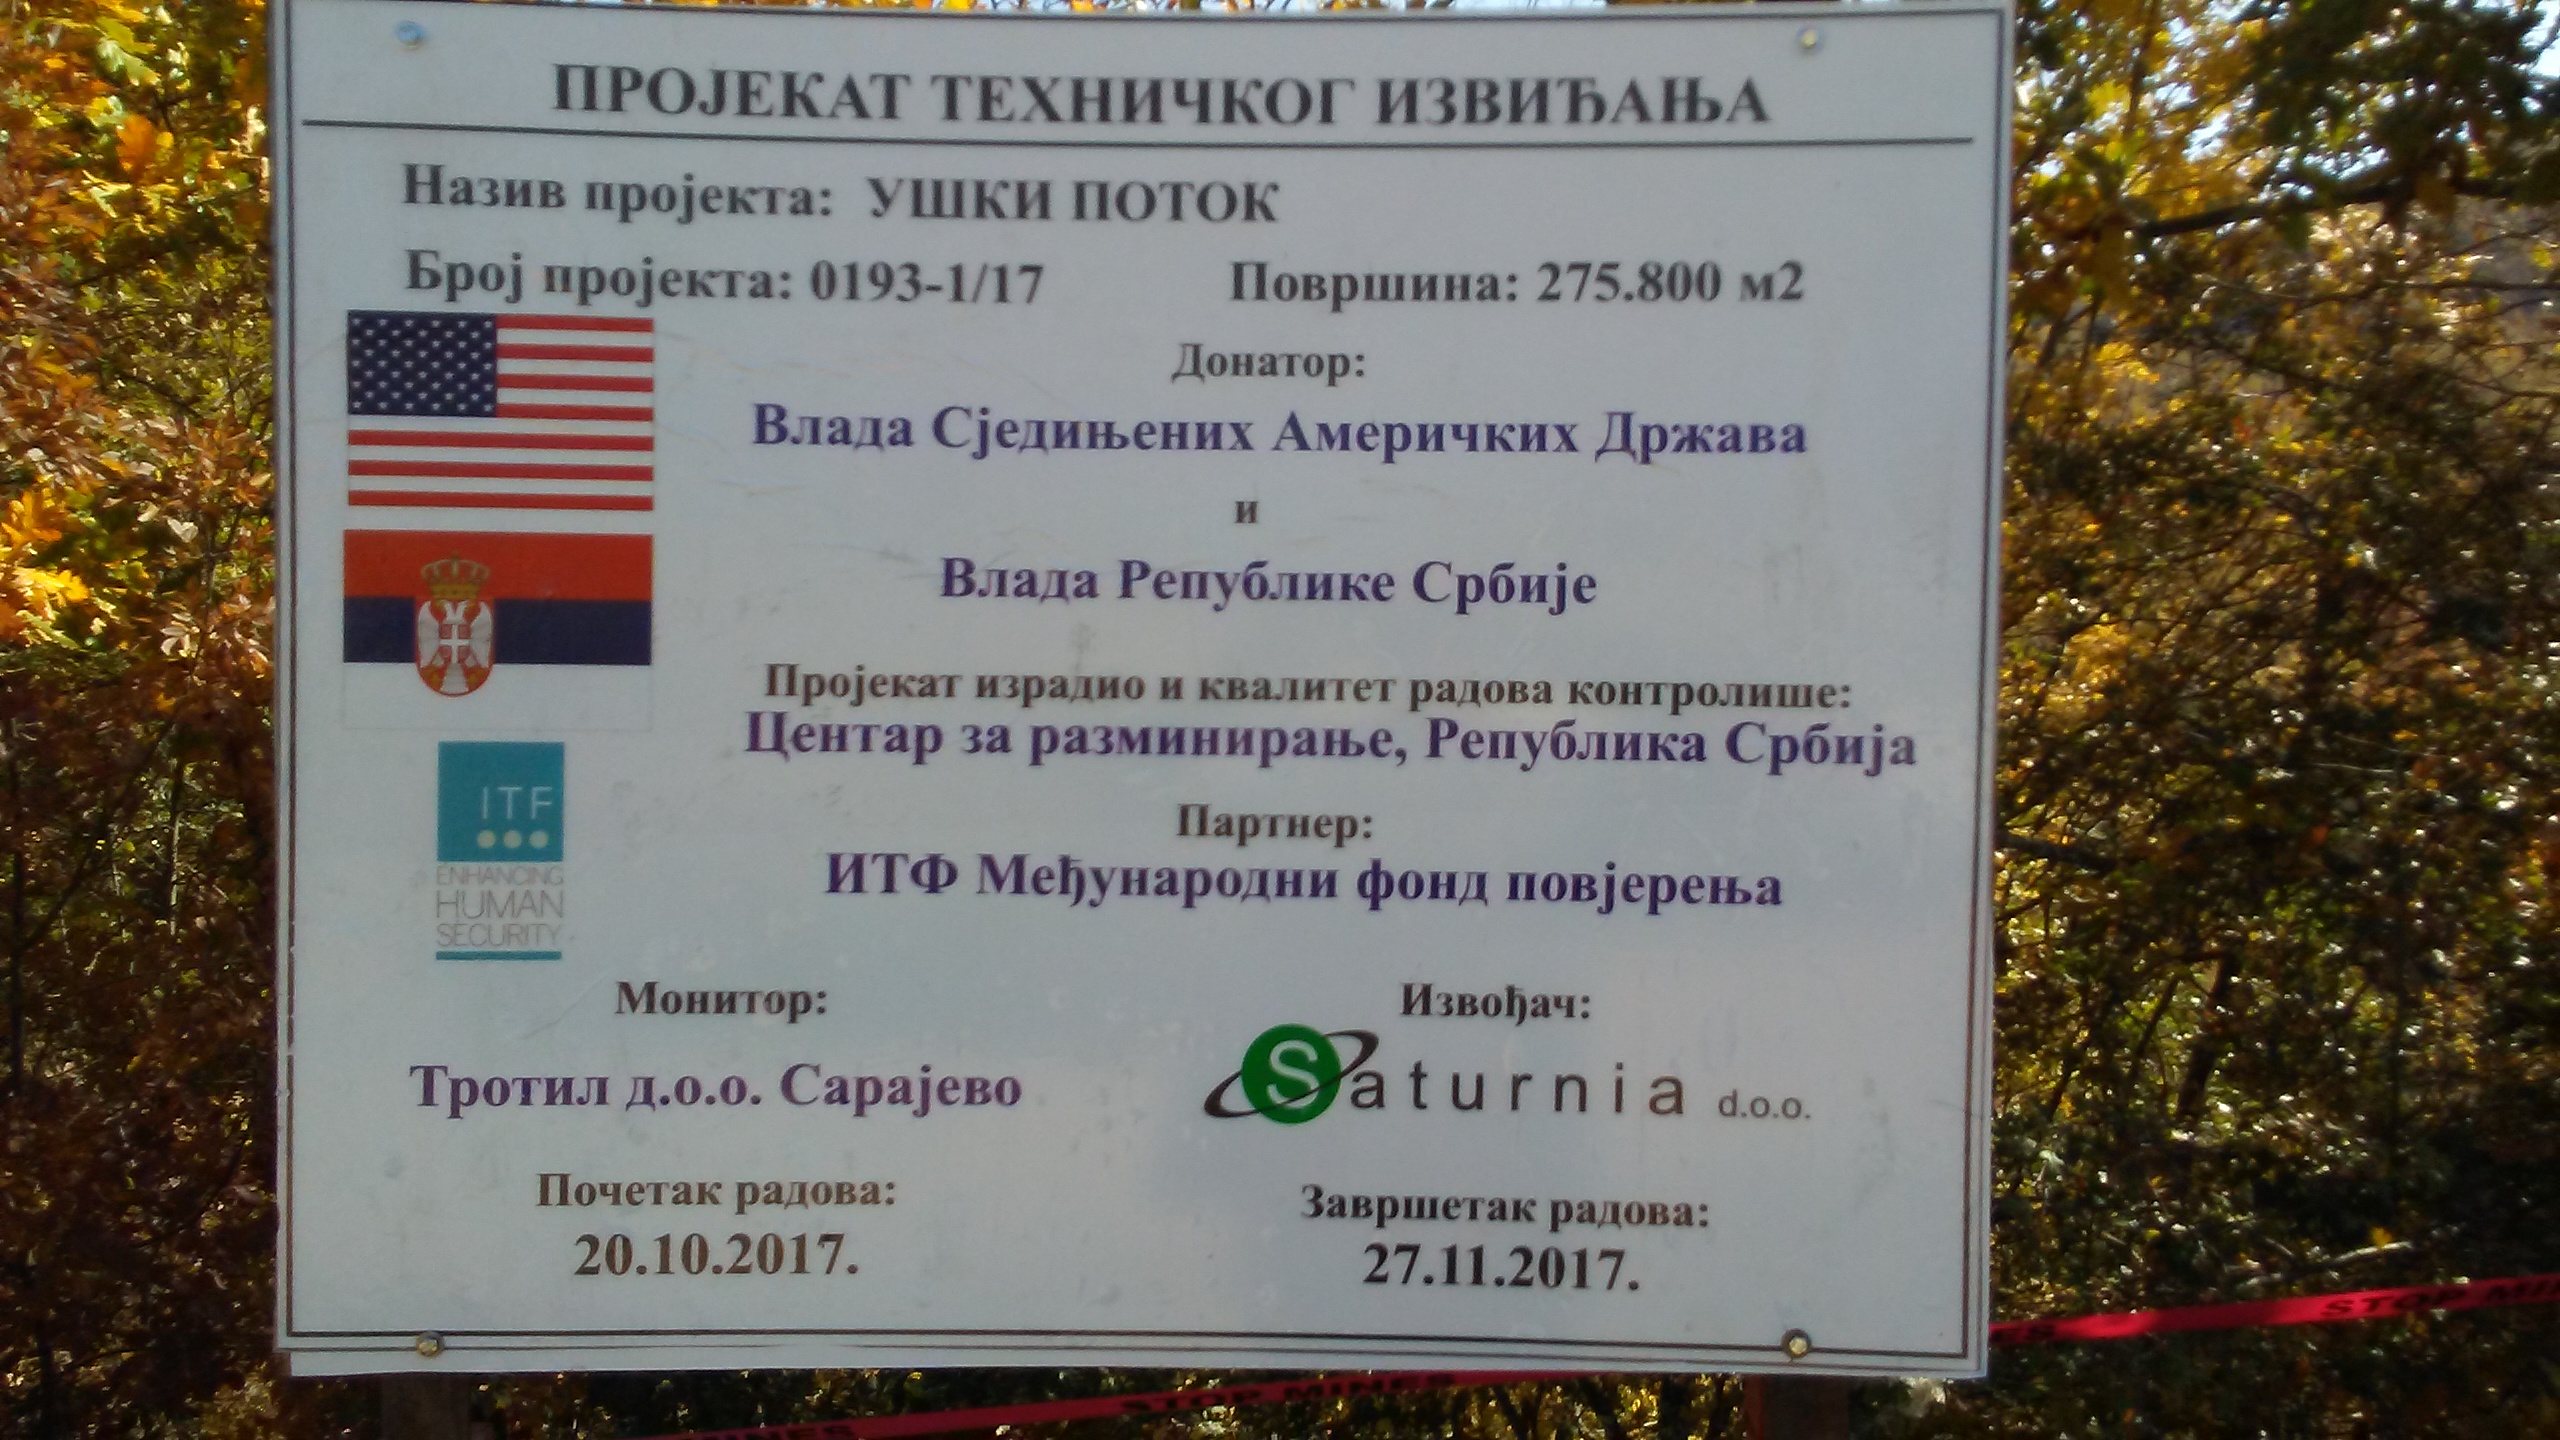 ПРОЈЕКАТ ТЕХНИЧКОГ ИЗВИЂАЊА
Назив пројекта: УШКИ ПОТОК
Број пројекта: 0193-1/17 Површина: 275.800 м2
Донатор:
Влада Сједињених Америчких Држава
и
Влада Републике Србије
Пројекат израдио и квалитет радова контролише:
Центар за разминирање, Република Србија
ITF
ENHANCING
HUMAN
SECURITY
Партнер:
ИТФ Међународни фонд повјерења
Монитор: Извођач:
Тротил д.о.о. Сарајево Saturnia d.o.o.
Почетак радова: Завршетак радова:
20.10.2017. 27.11.2017.
STOP MINES
MINES